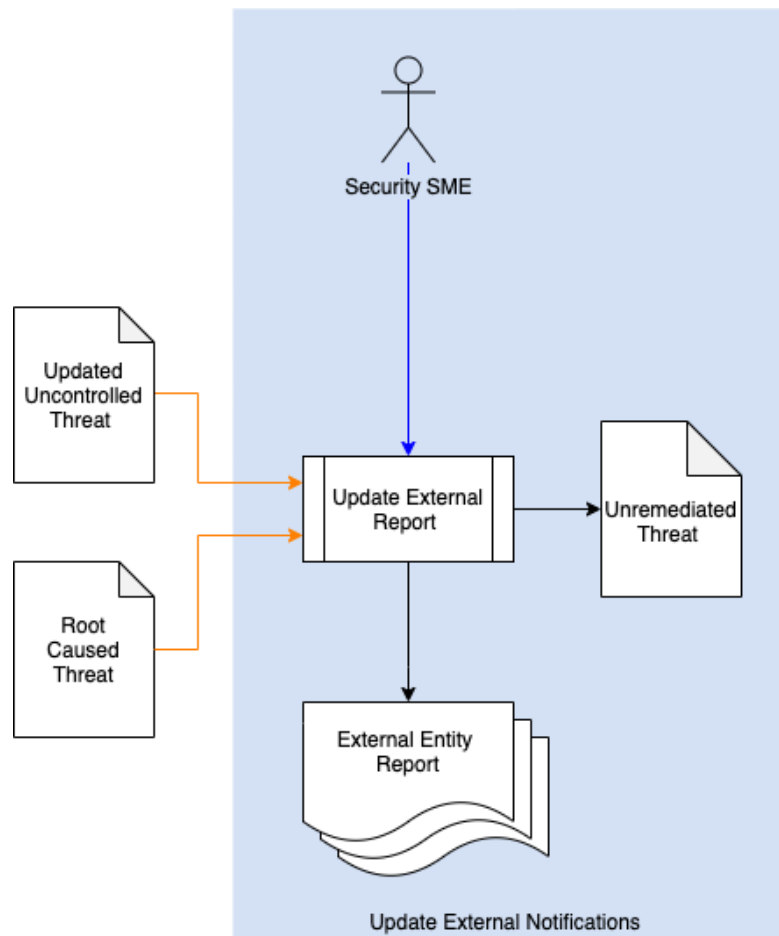 Security SME
Updated
Uncontrolled
Threat
Update External
Report
Unremediated
Threat
Root
Caused
Threat
External Entity
Report
Update External Notifications